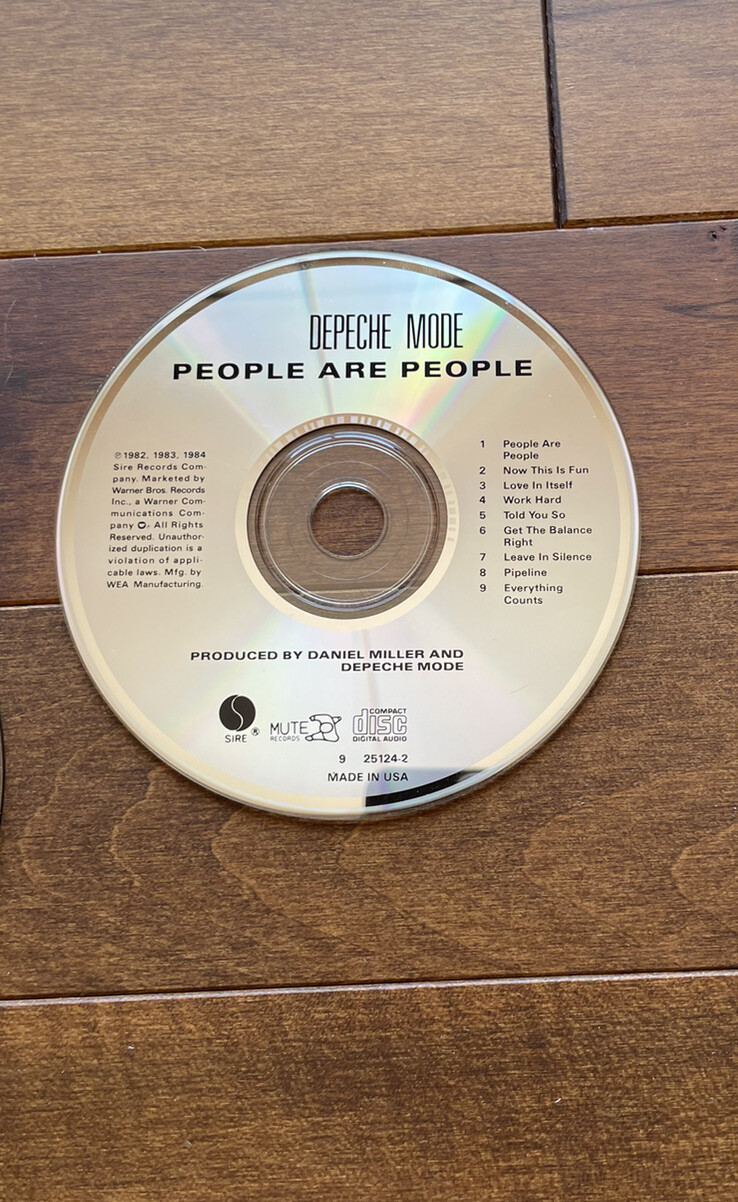 DEPECHE MODE
PEOPLE ARE PEOPLE
℗1982, 1983, 1984
Sire Records Com-
pany. Marketed by
Warner Bros. Records
Inc., a Warner Com-
munications Com-
pany. All Rights
Reserved. Unauthor-
ized duplication is a
violation of appli-
cable laws. Mfg. by
WEA Manufacturing.
1 People Are
People
2 Now This Is Fun
3 Love In Itself
4 Work Hard
5 Told You So
6 Get The Balance
Right
7 Leave In Silence
8 Pipeline
9 Everything
Counts
PRODUCED BY DANIEL MILLER AND
DEPECHE MODE
SIRE ®
MUTE
RECORDS
COMPACT
disc
DIGITAL AUDIO
9 25124-2
MADE IN USA